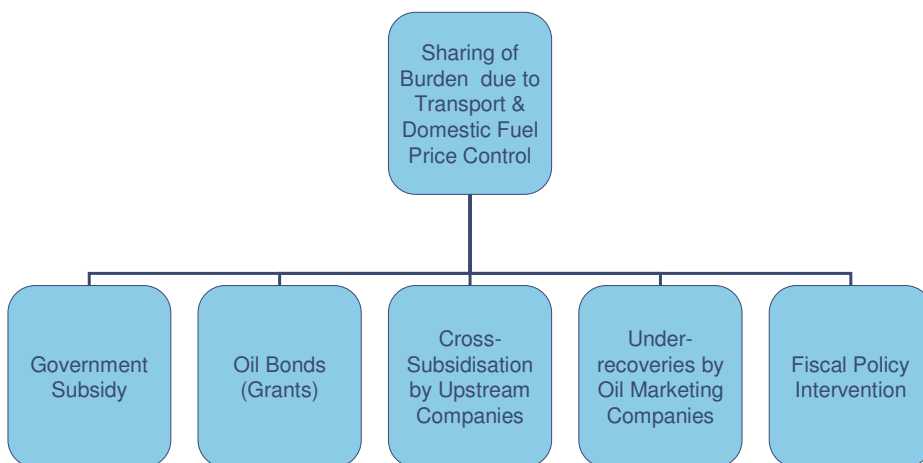 Sharing of
Burden due to
Transport &
Domestic Fuel
Price Control
Government
Subsidy
Oil Bonds
(Grants)
Cross-
Subsidisation
by Upstream
Companies
Under-
recoveries by
Oil Marketing
Companies
Fiscal Policy
Intervention